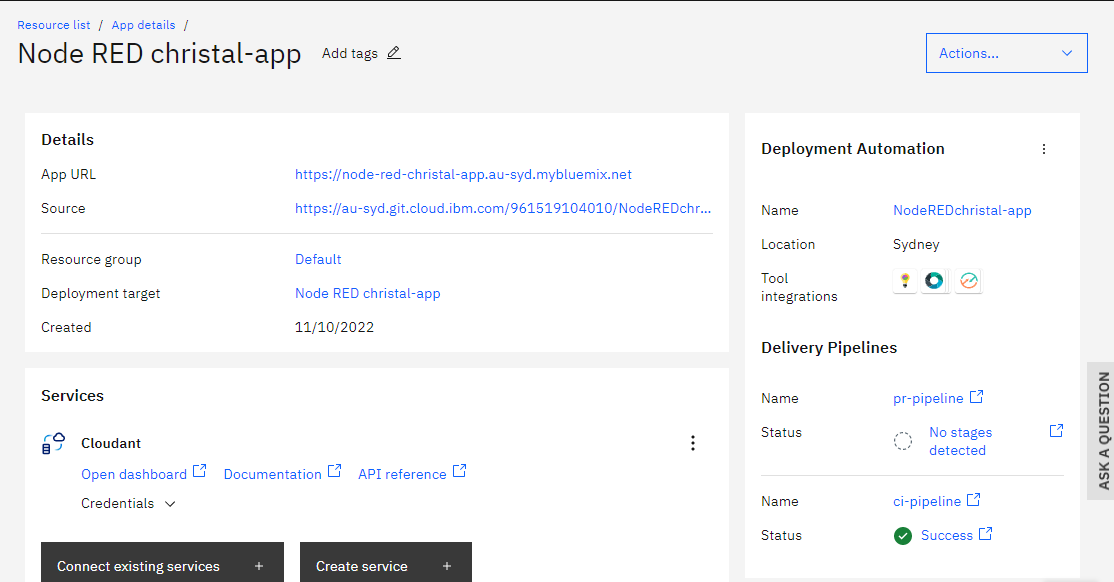 Resource list / App details /
Node RED christal-app Add tags
Actions...
Details
App URL https://node-red-christal-app.au-syd.mybluemix.net
Source https://au-syd.git.cloud.ibm.com/961519104010/NodeREDchr...
Resource group Default
Deployment target Node RED christal-app
Created 11/10/2022
Services
Cloudant
Open dashboard Documentation API reference
Credentials
Connect existing services +
Create service +
Deployment Automation
Name NodeREDchristal-app
Location Sydney
Tool
integrations
Delivery Pipelines
Name pr-pipeline
Status No stages
detected
Name ci-pipeline
Status Success
ASK A QUESTION